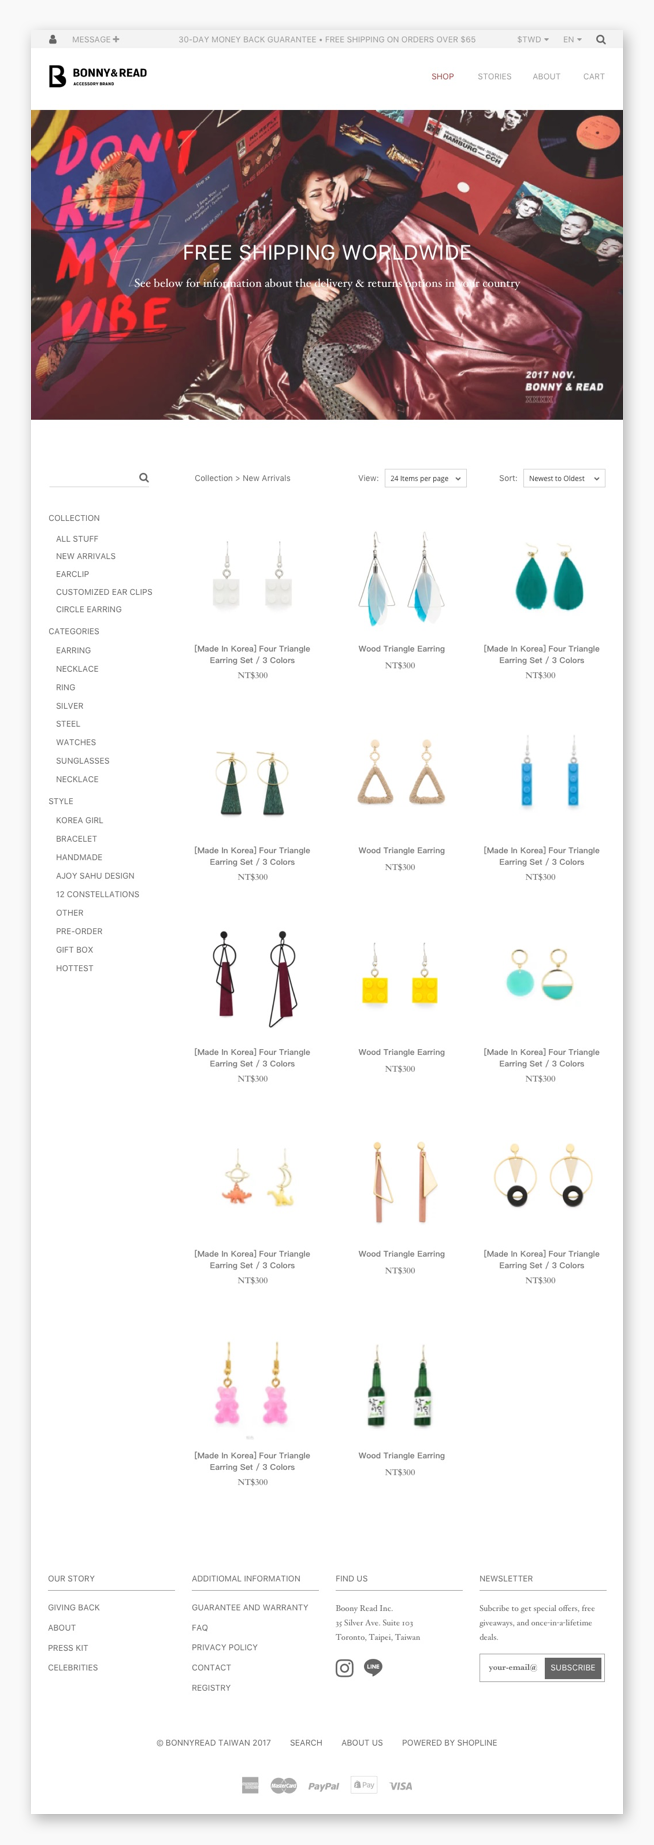 MESSAGE
30-DAY MONEY BACK GUARANTEE • FREE SHIPPING ON ORDERS OVER $65
$TWD
EN
BONNY&READ
ACCESSORY BRAND
SHOP
STORIES
ABOUT
CART
DON'T
KILL
MY
VIBE
HAMBURG
FREE SHIPPING WORLDWIDE
See below for information about the delivery & returns options in your country
2017 NOV.
BONNY & READ
Collection > New Arrivals
View:
24 Items per page
Sort:
Newest to Oldest
COLLECTION
ALL STUFF
NEW ARRIVALS
EARCLIP
CUSTOMIZED EAR CLIPS
CIRCLE EARRING
CATEGORIES
EARRING
NECKLACE
RING
SILVER
STEEL
WATCHES
SUNGLASSES
NECKLACE
STYLE
KOREA GIRL
BRACELET
HANDMADE
AJOY SAHU DESIGN
12 CONSTELLATIONS
OTHER
PRE-ORDER
GIFT BOX
HOTTEST
[Made In Korea] Four Triangle
Earring Set / 3 Colors
NT$300
Wood Triangle Earring
NT$300
[Made In Korea] Four Triangle
Earring Set / 3 Colors
NT$300
[Made In Korea] Four Triangle
Earring Set / 3 Colors
NT$300
Wood Triangle Earring
NT$300
[Made In Korea] Four Triangle
Earring Set / 3 Colors
NT$300
[Made In Korea] Four Triangle
Earring Set / 3 Colors
NT$300
Wood Triangle Earring
NT$300
[Made In Korea] Four Triangle
Earring Set / 3 Colors
NT$300
[Made In Korea] Four Triangle
Earring Set / 3 Colors
NT$300
Wood Triangle Earring
NT$300
[Made In Korea] Four Triangle
Earring Set / 3 Colors
NT$300
[Made In Korea] Four Triangle
Earring Set / 3 Colors
NT$300
Wood Triangle Earring
NT$300
OUR STORY
GIVING BACK
ABOUT
PRESS KIT
CELEBRITIES
ADDITIOMAL INFORMATION
GUARANTEE AND WARRANTY
FAQ
PRIVACY POLICY
CONTACT
REGISTRY
FIND US
Boony Read Inc.
35 Silver Ave. Suite 103
Toronto, Taipei, Taiwan
LINE
NEWSLETTER
Subcribe to get special offers, free
giveaways, and once-in-a-lifetime
deals.
your-email@
SUBSCRIBE
© BONNYREAD TAIWAN 2017
SEARCH
ABOUT US
POWERED BY SHOPLINE
MasterCard
PayPal
Pay
VISA